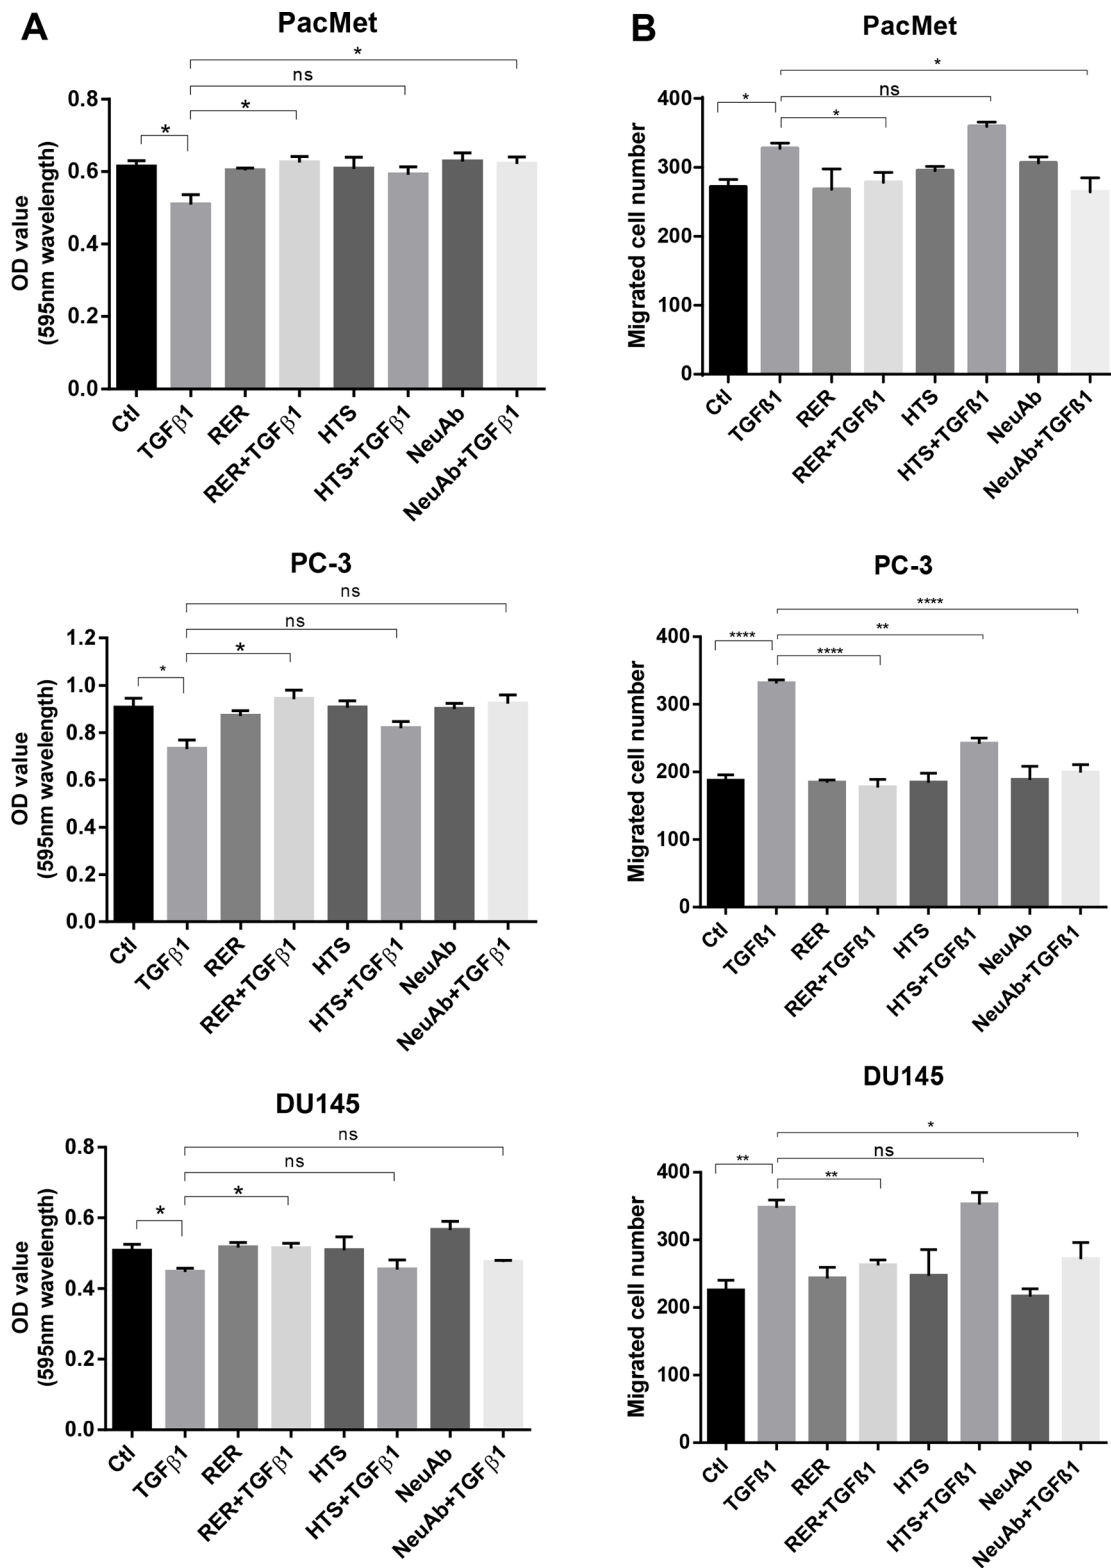 A
PacMet
*
ns
*
*
0.8
0.6
0.4
0.2
0.0
OD value
(595nm wavelength)
Ctl
TGFβ1
RER
RER+TGFβ1
HTS
HTS+TGFβ1
NeuAb
NeuAb+TGFβ1
B
PacMet
*
ns
*
*
400
300
200
100
0
Migrated cell number
Ctl
TGFß1
RER
RER+TGFß1
HTS
HTS+TGFß1
NeuAb
NeuAb+TGFß1
PC-3
ns
ns
*
*
1.2
1.0
0.8
0.6
0.4
0.2
0.0
OD value
(595nm wavelength)
Ctl
TGFβ1
RER
RER+TGFβ1
HTS
HTS+TGFβ1
NeuAb
NeuAb+TGFβ1
PC-3
****
**
****
****
400
300
200
100
0
Migrated cell number
Ctl
TGFß1
RER
RER+TGFß1
HTS
HTS+TGFß1
NeuAb
NeuAb+TGFß1
DU145
ns
ns
*
*
0.8
0.6
0.4
0.2
0.0
OD value
(595nm wavelength)
Ctl
TGFβ1
RER
RER+TGFβ1
HTS
HTS+TGFβ1
NeuAb
NeuAb+TGFβ1
DU145
*
ns
**
**
400
300
200
100
0
Migrated cell number
Ctl
TGFß1
RER
RER+TGFß1
HTS
HTS+TGFß1
NeuAb
NeuAb+TGFß1